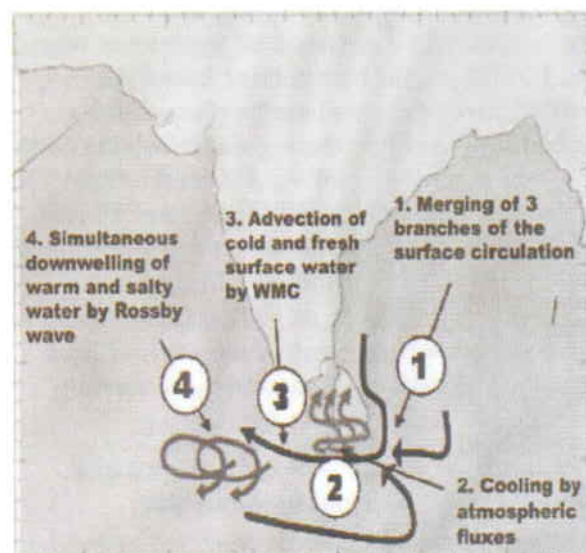 1. Merging of 3
branches of the
surface circulation
3. Advection of
cold and fresh
surface water
by WMC
4. Simultaneous
downwelling of
warm and salty
water by Rossby
wave
4
3
1
2
2. Cooling by
atmospheric
fluxes